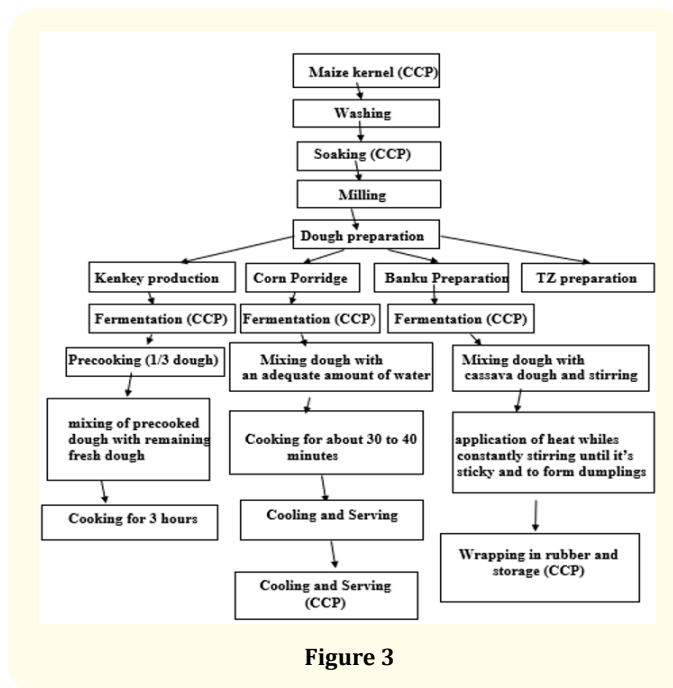 Maize kernel (CCP)
Washing
Soaking (CCP)
Milling
Dough preparation
Kenkey production
Corn Porridge
Banku Preparation
TZ preparation
Fermentation (CCP)
Fermentation (CCP)
Fermentation (CCP)
Precooking (1/3 dough)
Mixing dough with
an adequate amount of water
Mixing dough with
cassava dough and stirring
mixing of precooked
dough with remaining
fresh dough
Cooking for about 30 to 40
minutes
application of heat whiles
constantly stirring until it's
sticky and to form dumplings
Cooking for 3 hours
Cooling and Serving
Wrapping in rubber and
storage (CCP)
Cooling and Serving
(CCP)
Figure 3